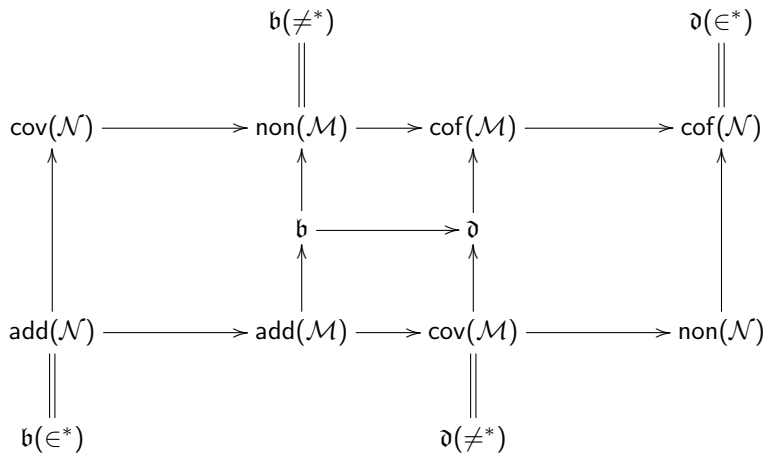 𝔟(≠*) 𝔡(∈*)
cov(𝒩) non(ℳ) cof(ℳ) cof(𝒩)
𝔟 𝔡
add(𝒩) add(ℳ) cov(ℳ) non(𝒩)
𝔟(∈*) 𝔡(≠*)